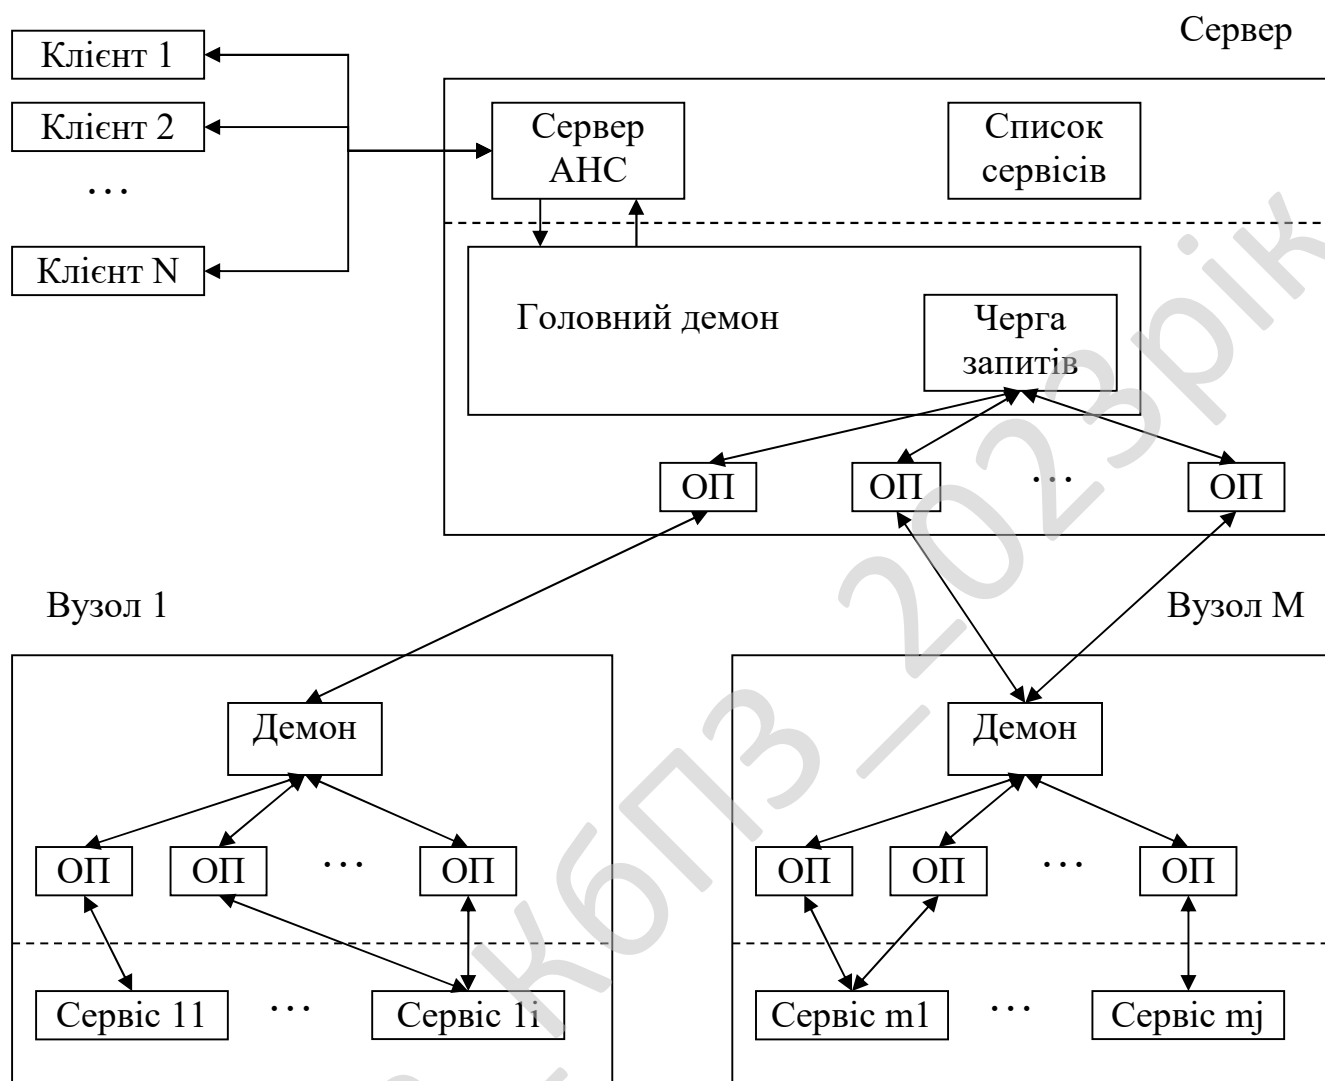 Сервер
Клієнт 1
Клієнт 2
…
Клієнт N
Сервер
АНС
Список
сервісів
Головний демон
Черга
запитів
ОП
ОП
…
ОП
Вузол 1
Вузол M
Демон
Демон
ОП
ОП
…
ОП
ОП
ОП
…
ОП
Сервіс 11
…
Сервіс 1i
Сервіс m1
…
Сервіс mj
КбПЗ_2023рік